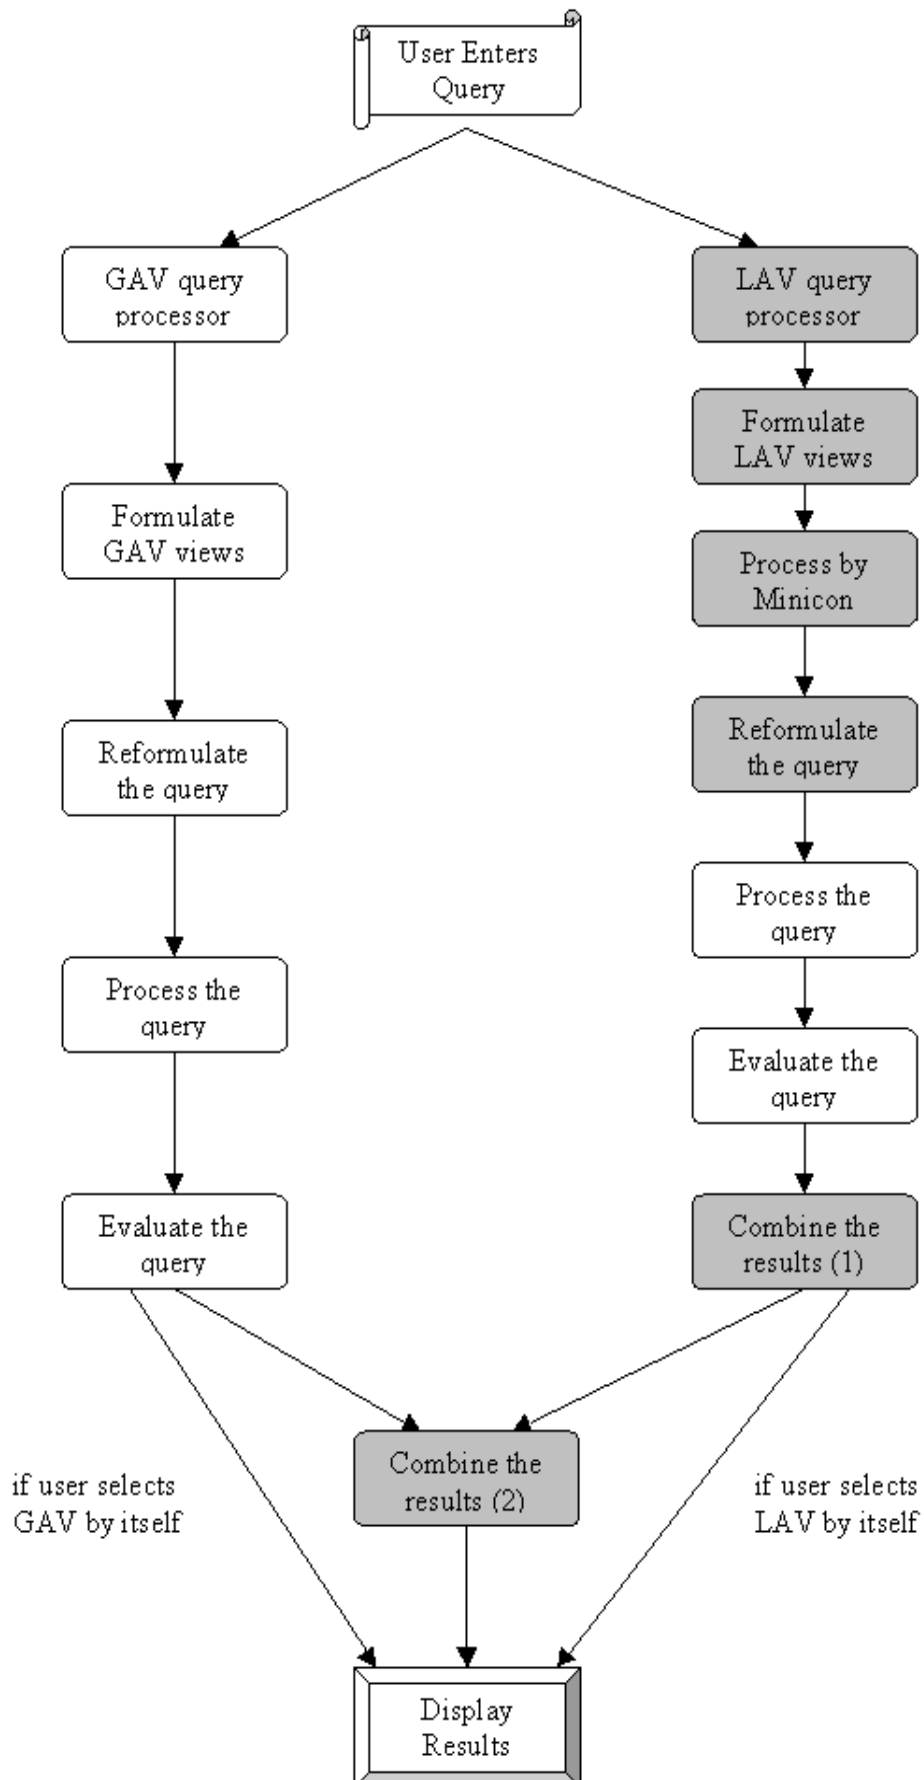 User Enters
Query
GAV query
processor
LAV query
processor
Formulate
LAV views
Formulate
GAV views
Process by
Minicon
Reformulate
the query
Reformulate
the query
Process the
query
Process the
query
Evaluate the
query
Evaluate the
query
Combine the
results (1)
Combine the
results (2)
if user selects
GAV by itself
if user selects
LAV by itself
Display
Results